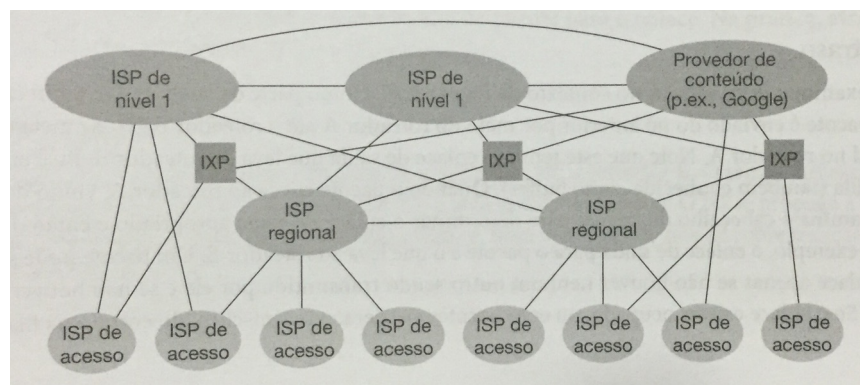 ISP de
nível 1
ISP de
nível 1
Provedor de
conteúdo
(p.ex., Google)
IXP
IXP
IXP
ISP
regional
ISP
regional
ISP de
acesso
ISP de
acesso
ISP de
acesso
ISP de
acesso
ISP de
acesso
ISP de
acesso
ISP de
acesso
ISP de
acesso